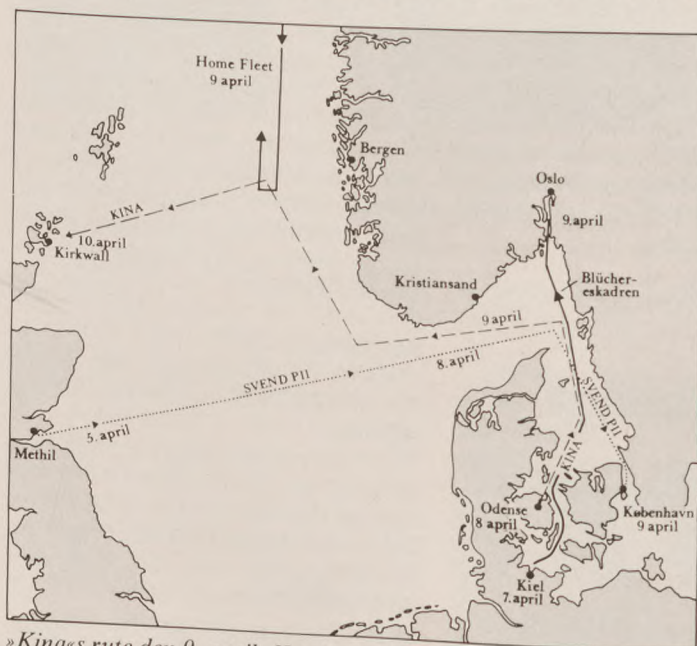 Home Fleet
9 april
Bergen
Oslo
9. april
KINA
10. april
Kirkwall
Kristiansand
Blücher-
eskadren
9 april
8. april
SVEND PII
5. april
Methil
SVEND PII
KINA
Odense
8 april
København
9 april
Kiel
7. april
»Kina«s rute den 9.